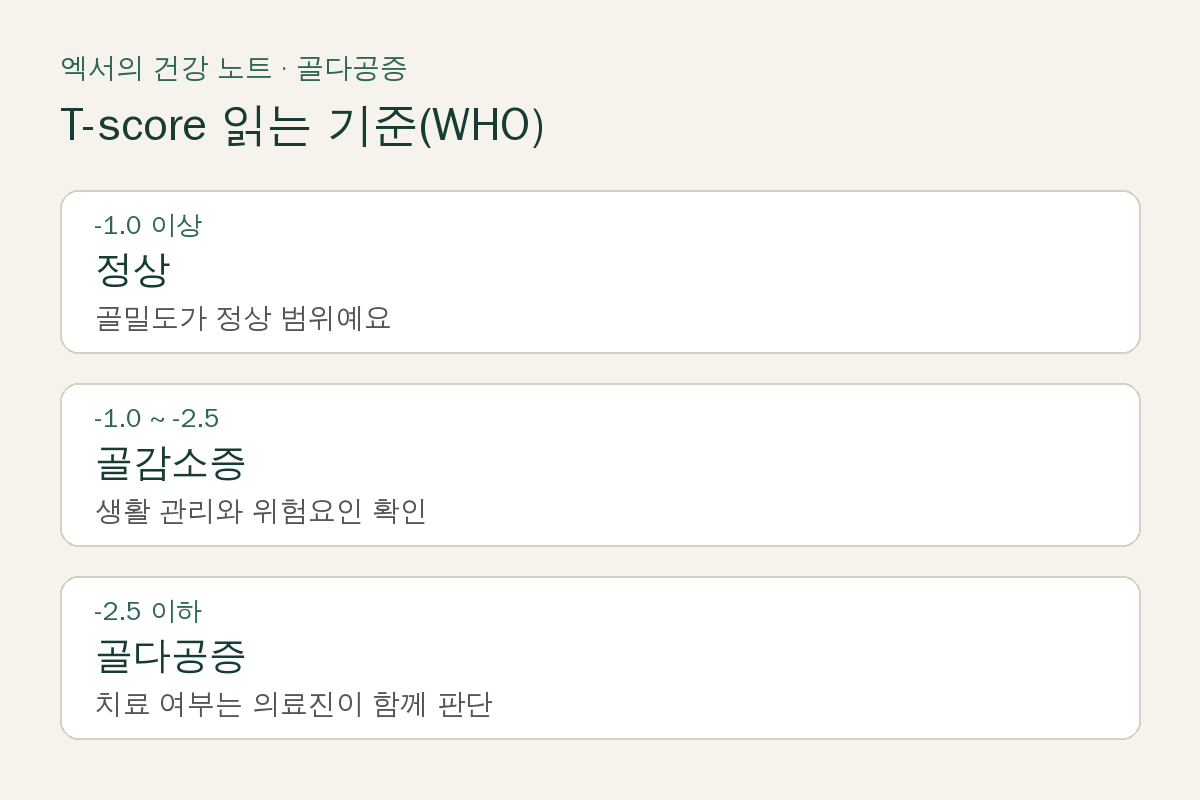 엑서의 건강 노트 · 골다공증
T-score 읽는 기준(WHO)
-1.0 이상
정상
골밀도가 정상 범위예요
-1.0 ~ -2.5
골감소증
생활 관리와 위험요인 확인
-2.5 이하
골다공증
치료 여부는 의료진이 함께 판단